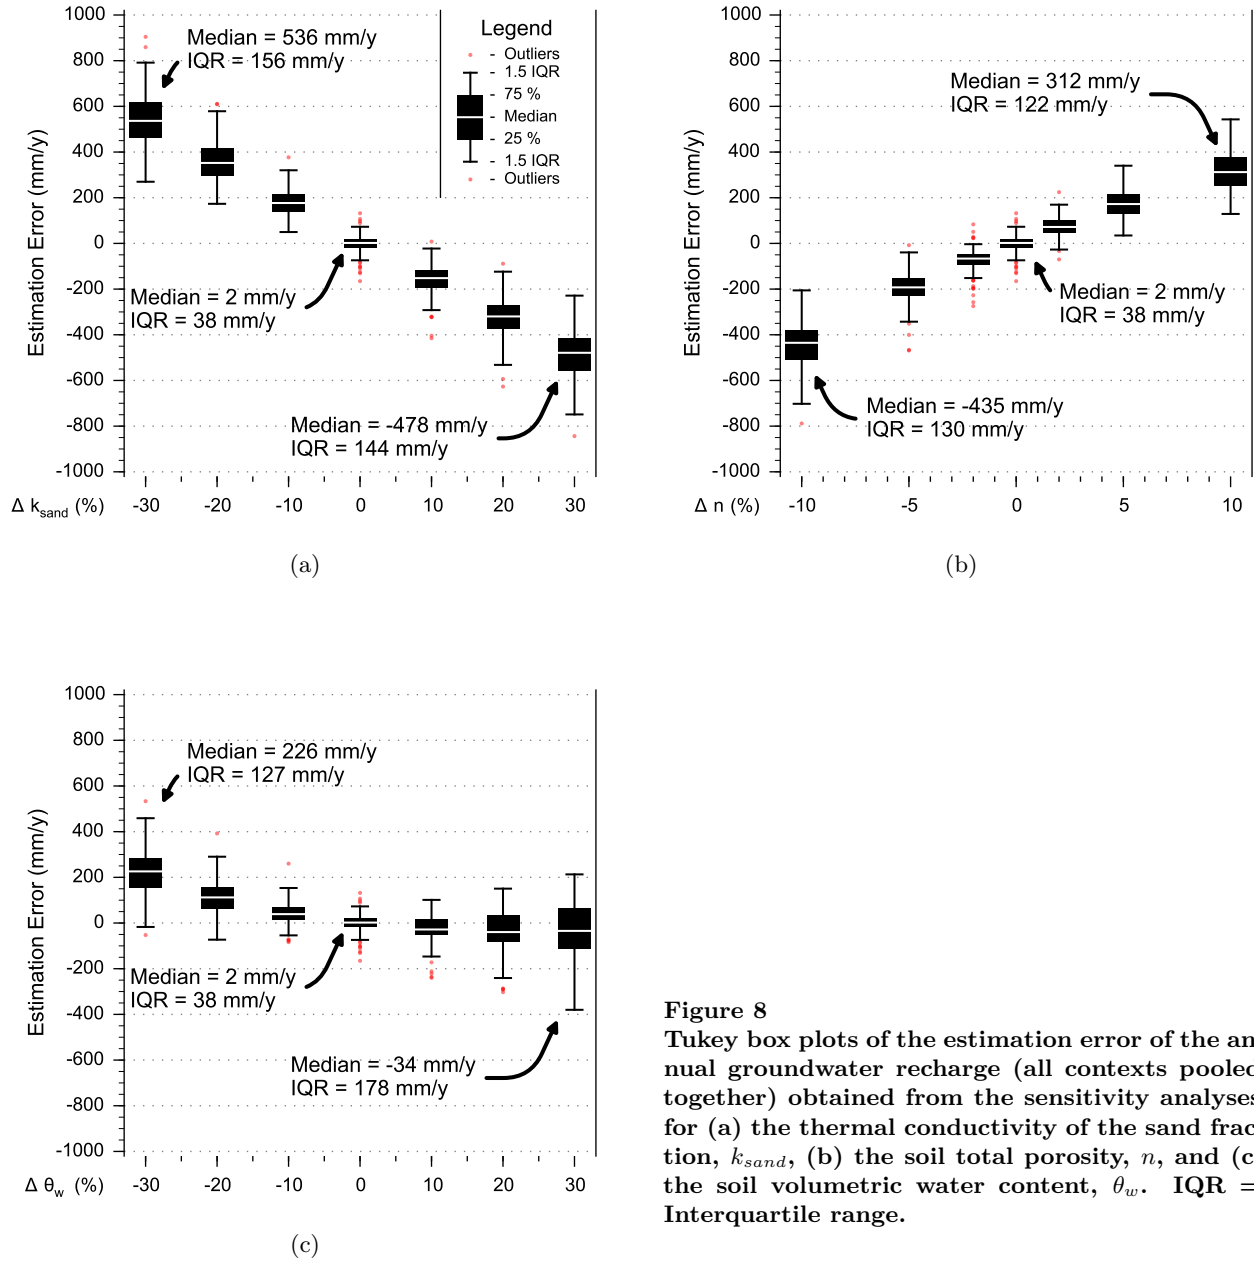 Median = 536 mm/y
IQR = 156 mm/y
Legend
- Outliers
- 1.5 IQR
- 75 %
- Median
- 25 %
- 1.5 IQR
- Outliers
Estimation Error (mm/y)
1000
800
600
400
200
0
-200
-400
-600
-800
-1000
Median = 2 mm/y
IQR = 38 mm/y
Median = -478 mm/y
IQR = 144 mm/y
Δ k_sand (%) -30 -20 -10 0 10 20 30
(a)
Estimation Error (mm/y)
1000
800
600
400
200
0
-200
-400
-600
-800
-1000
Median = 312 mm/y
IQR = 122 mm/y
Median = 2 mm/y
IQR = 38 mm/y
Median = -435 mm/y
IQR = 130 mm/y
Δ n (%) -10 -5 0 5 10
(b)
Estimation Error (mm/y)
1000
800
600
400
200
0
-200
-400
-600
-800
-1000
Median = 226 mm/y
IQR = 127 mm/y
Median = 2 mm/y
IQR = 38 mm/y
Median = -34 mm/y
IQR = 178 mm/y
Δ θ_w (%) -30 -20 -10 0 10 20 30
(c)
Figure 8
Tukey box plots of the estimation error of the an
nual groundwater recharge (all contexts pooled
together) obtained from the sensitivity analyses
for (a) the thermal conductivity of the sand frac
tion, k_sand, (b) the soil total porosity, n, and (c
the soil volumetric water content, θ_w. IQR =
Interquartile range.